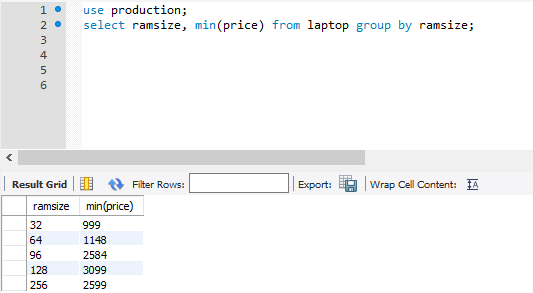 1 use production;
2 select ramsize, min(price) from laptop group by ramsize;
3
4
5
6
Result Grid Filter Rows: Export: Wrap Cell Content: IA
ramsize min(price)
32 999
64 1148
96 2584
128 3099
256 2599